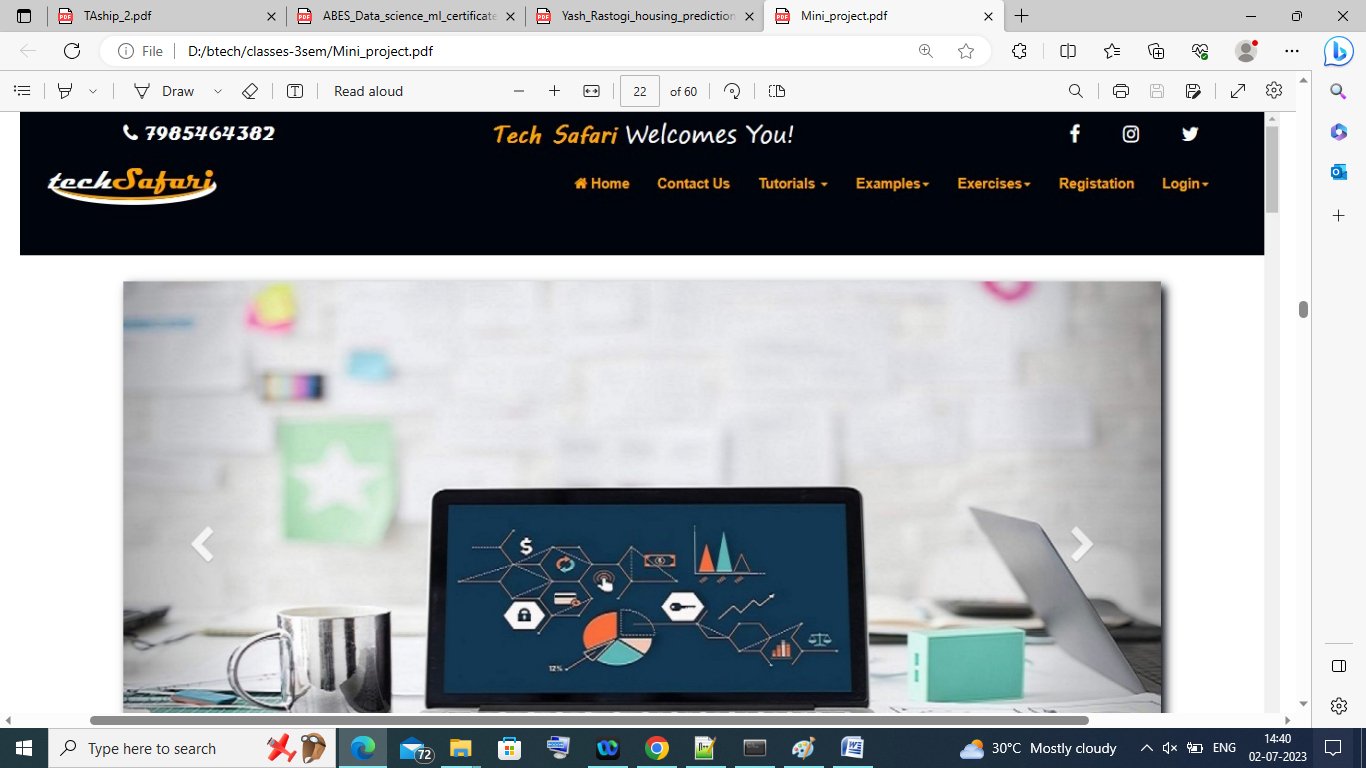 TAship_2.pdf
ABES_Data_science_ml_certificate
Yash_Rastogi_housing_prediction
Mini_project.pdf
File
D:/btech/classes-3sem/Mini_project.pdf
Draw
Read aloud
22
of 60
7985464382
Tech Safari Welcomes You!
techSafari
Home
Contact Us
Tutorials
Examples
Exercises
Registation
Login
$
12%
Type here to search
72
30°C Mostly cloudy
ENG
14:40
02-07-2023